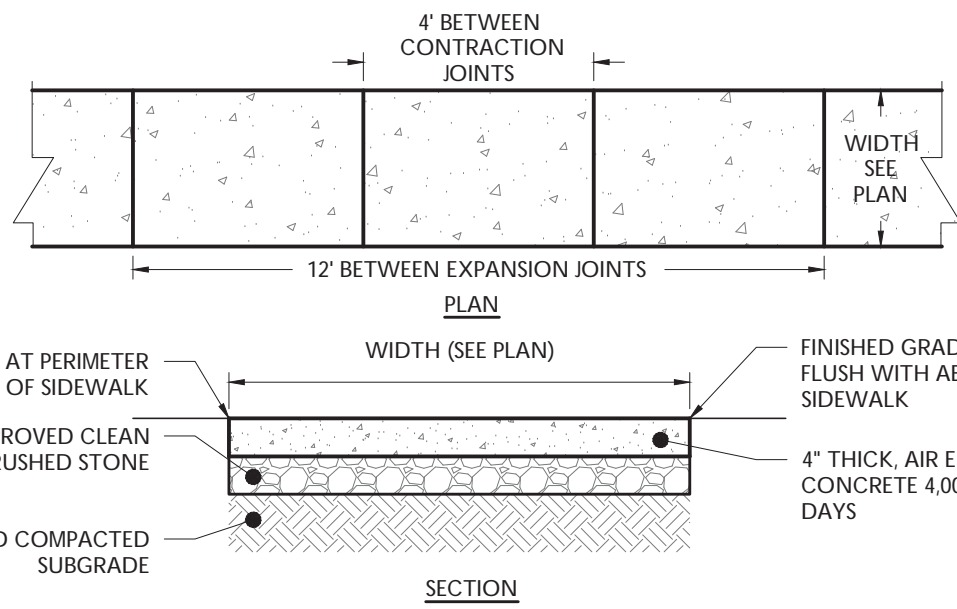 4' BETWEEN
CONTRACTION
JOINTS
WIDTH
SEE
PLAN
12' BETWEEN EXPANSION JOINTS
PLAN
AT PERIMETER
OF SIDEWALK
WIDTH (SEE PLAN)
FINISHED GRAD
FLUSH WITH AB
SIDEWALK
ROVED CLEAN
RUSHED STONE
4" THICK, AIR E
CONCRETE 4,00
DAYS
D COMPACTED
SUBGRADE
SECTION